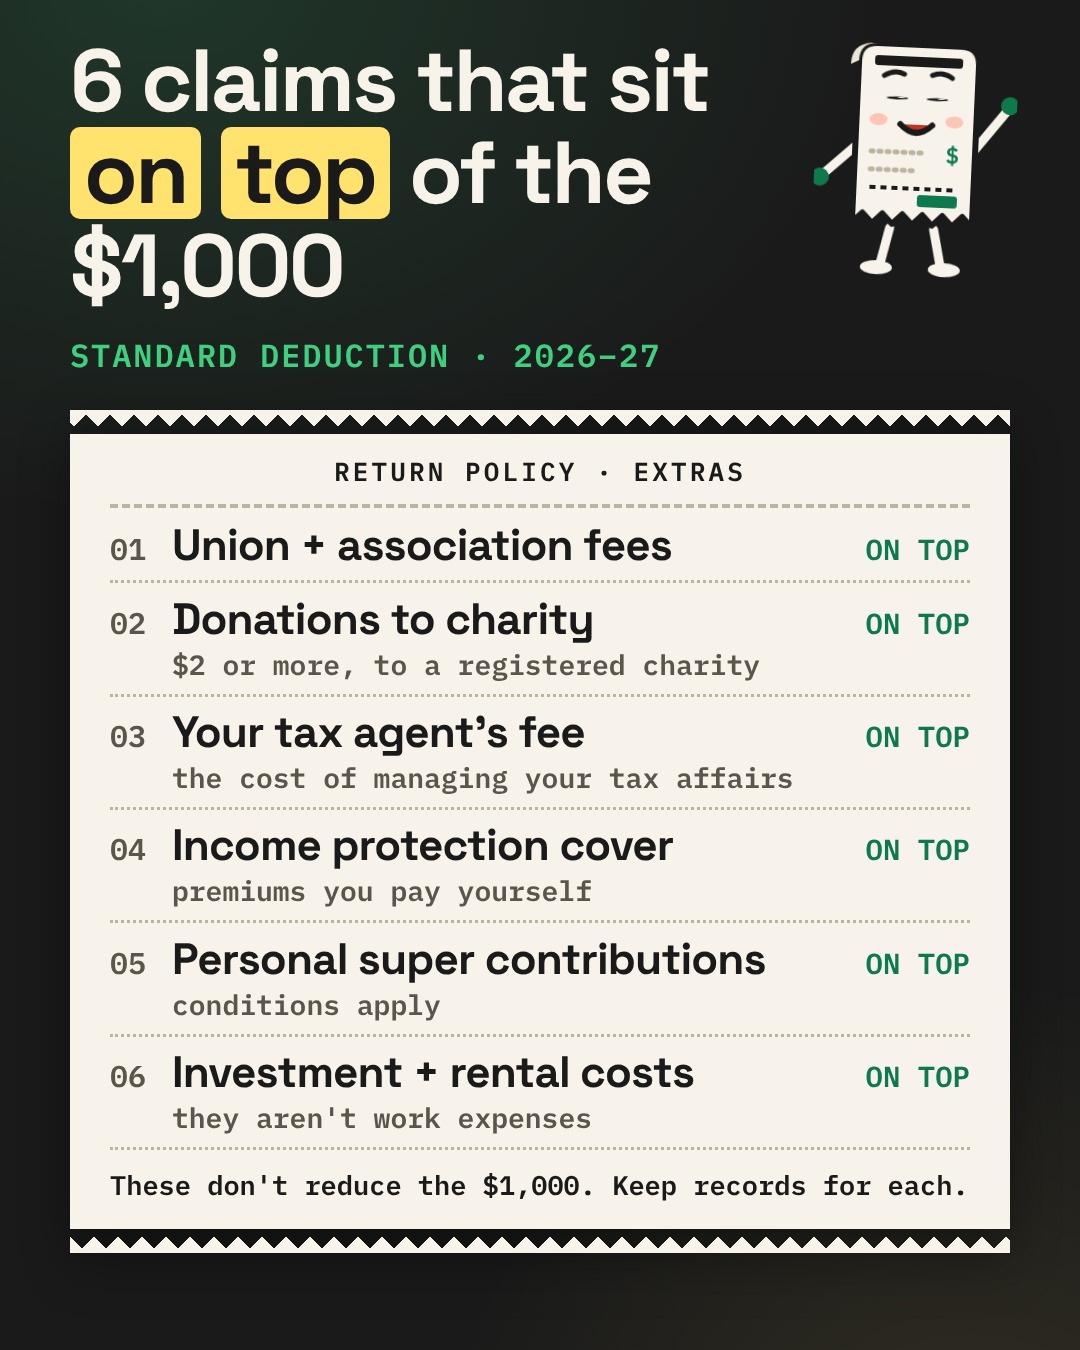 6 claims that sit
on top of the
$1,000
$
STANDARD DEDUCTION · 2026–27
RETURN POLICY · EXTRAS
01 Union + association fees ON TOP
02 Donations to charity ON TOP
$2 or more, to a registered charity
03 Your tax agent’s fee ON TOP
the cost of managing your tax affairs
04 Income protection cover ON TOP
premiums you pay yourself
05 Personal super contributions ON TOP
conditions apply
06 Investment + rental costs ON TOP
they aren't work expenses
These don't reduce the $1,000. Keep records for each.